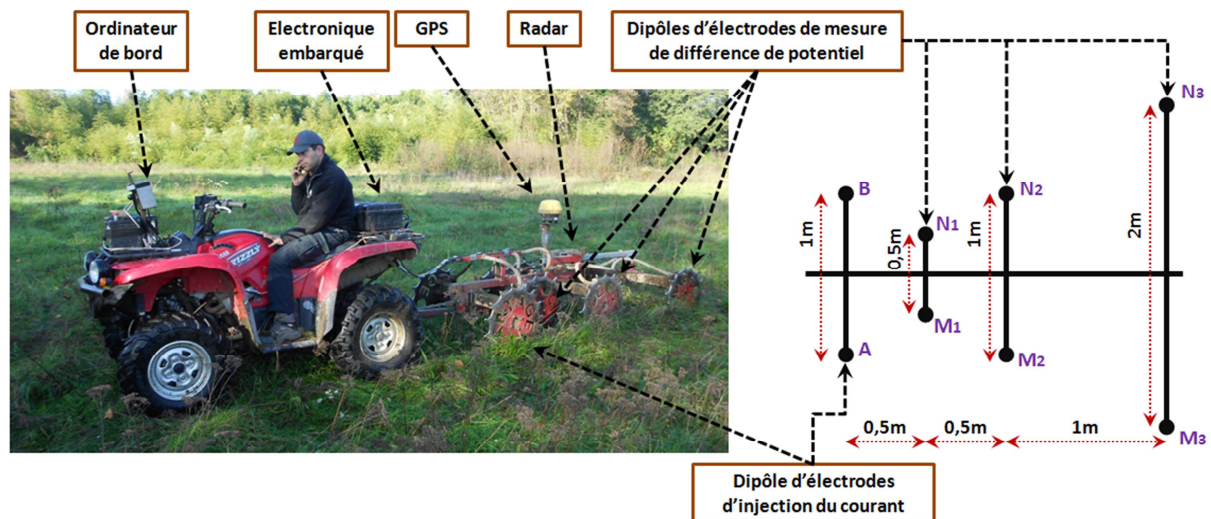 Ordinateur
de bord
Electronique
embarqué
GPS
Radar
Dipôles d'électrodes de mesure
de différence de potentiel
GRIZZLY
B
A
1m
N1
M1
0,5m
N2
M2
1m
N3
M3
2m
0,5m
0,5m
1m
Dipôle d'électrodes
d'injection du courant